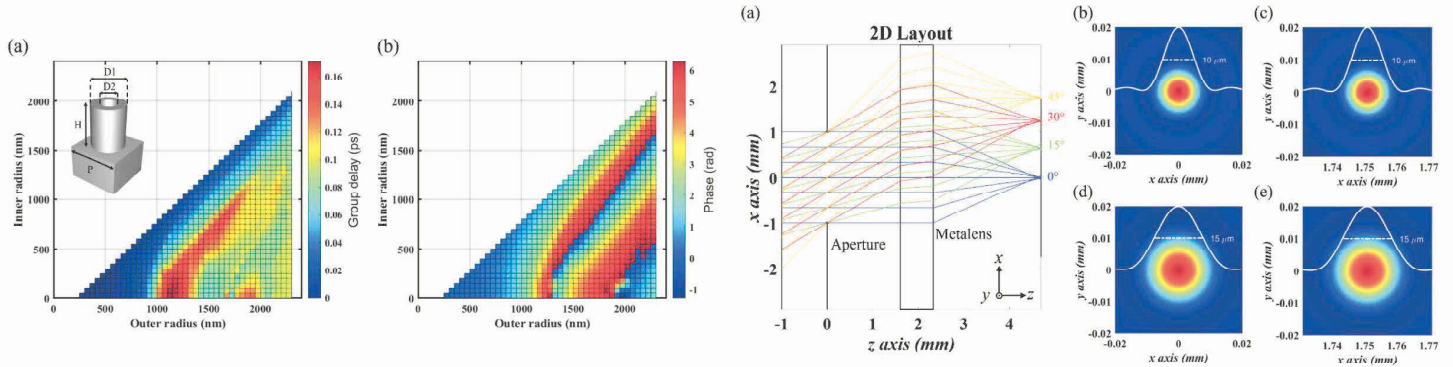 (a)
D1
D2
H
P
2000
1500
1000
500
0
0 500 1000 1500 2000
Inner radius (nm)
Outer radius (nm)
0.16
0.14
0.12
0.10
0.08
0.06
0.04
0.02
0
Group delay (ps)
(b)
2000
1500
1000
500
0
0 500 1000 1500 2000
Inner radius (nm)
Outer radius (nm)
6
5
4
3
2
1
0
-1
Phase (rad)
(a)
2D Layout
45°
30°
15°
0°
2
1
0
-1
-2
x axis (mm)
Aperture
Metalens
x
y
z
-1 0 1 2 3 4
z axis (mm)
(b)
0.02
0.01
0
-0.01
-0.02
y axis (mm)
10 μm
-0.02 0 0.02
x axis (mm)
(c)
0.02
0.01
0
-0.01
-0.02
y axis (mm)
10 μm
1.74 1.75 1.76 1.77
x axis (mm)
(d)
0.02
0.01
0
-0.01
-0.02
y axis (mm)
15 μm
-0.02 0 0.02
x axis (mm)
(e)
0.02
0.01
0
-0.01
-0.02
y axis (mm)
15 μm
1.74 1.75 1.76 1.77
x axis (mm)